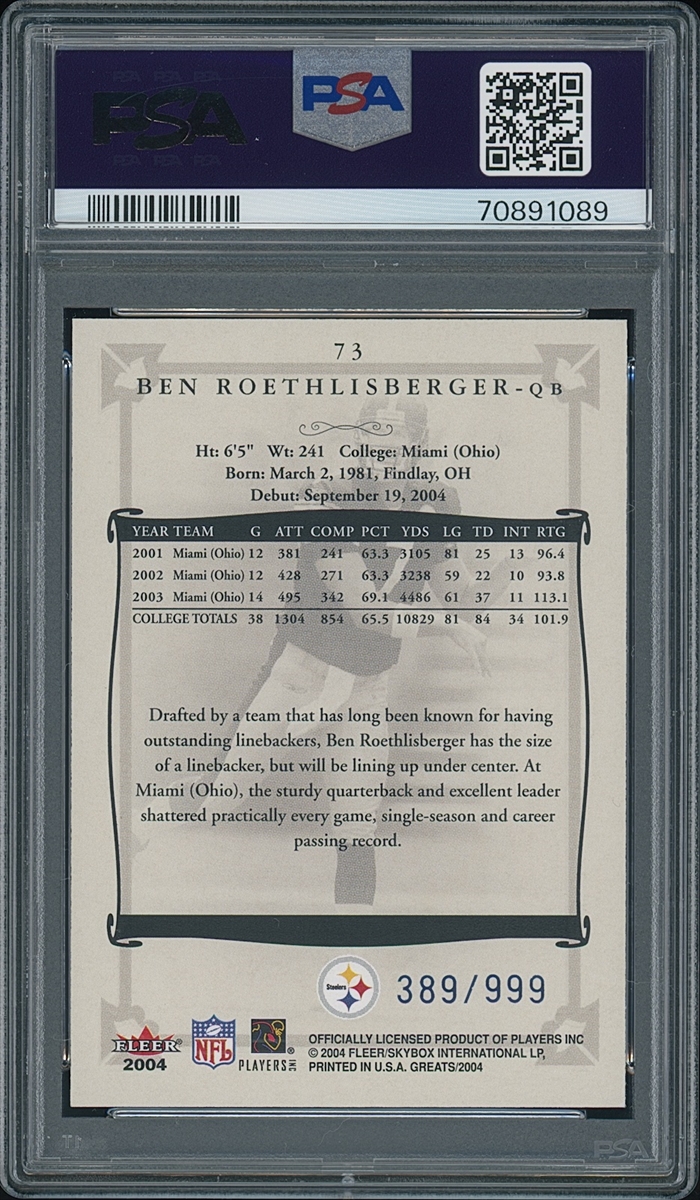 PSA PSA PSA
PSA
PSA PSA PSA
PSA
70891089
73
BEN ROETHLISBERGER-QB
Ht: 6'5" Wt: 241 College: Miami (Ohio)
Born: March 2, 1981, Findlay, OH
Debut: September 19, 2004
YEAR TEAM G ATT COMP PCT YDS LG TD INT RTG
2001 Miami (Ohio) 12 381 241 63.3 3105 81 25 13 96.4
2002 Miami (Ohio) 12 428 271 63.3 3238 59 22 10 93.8
2003 Miami (Ohio) 14 495 342 69.1 4486 61 37 11 113.1
COLLEGE TOTALS 38 1304 854 65.5 10829 81 84 34 101.9
Drafted by a team that has long been known for having
outstanding linebackers, Ben Roethlisberger has the size
of a linebacker, but will be lining up under center. At
Miami (Ohio), the sturdy quarterback and excellent leader
shattered practically every game, single-season and career
passing record.
Steelers 389/999
FLEER
2004
NFL
PLAYERS INC
OFFICIALLY LICENSED PRODUCT OF PLAYERS INC
© 2004 FLEER/SKYBOX INTERNATIONAL LP,
PRINTED IN U.S.A. GREATS/2004
PSA